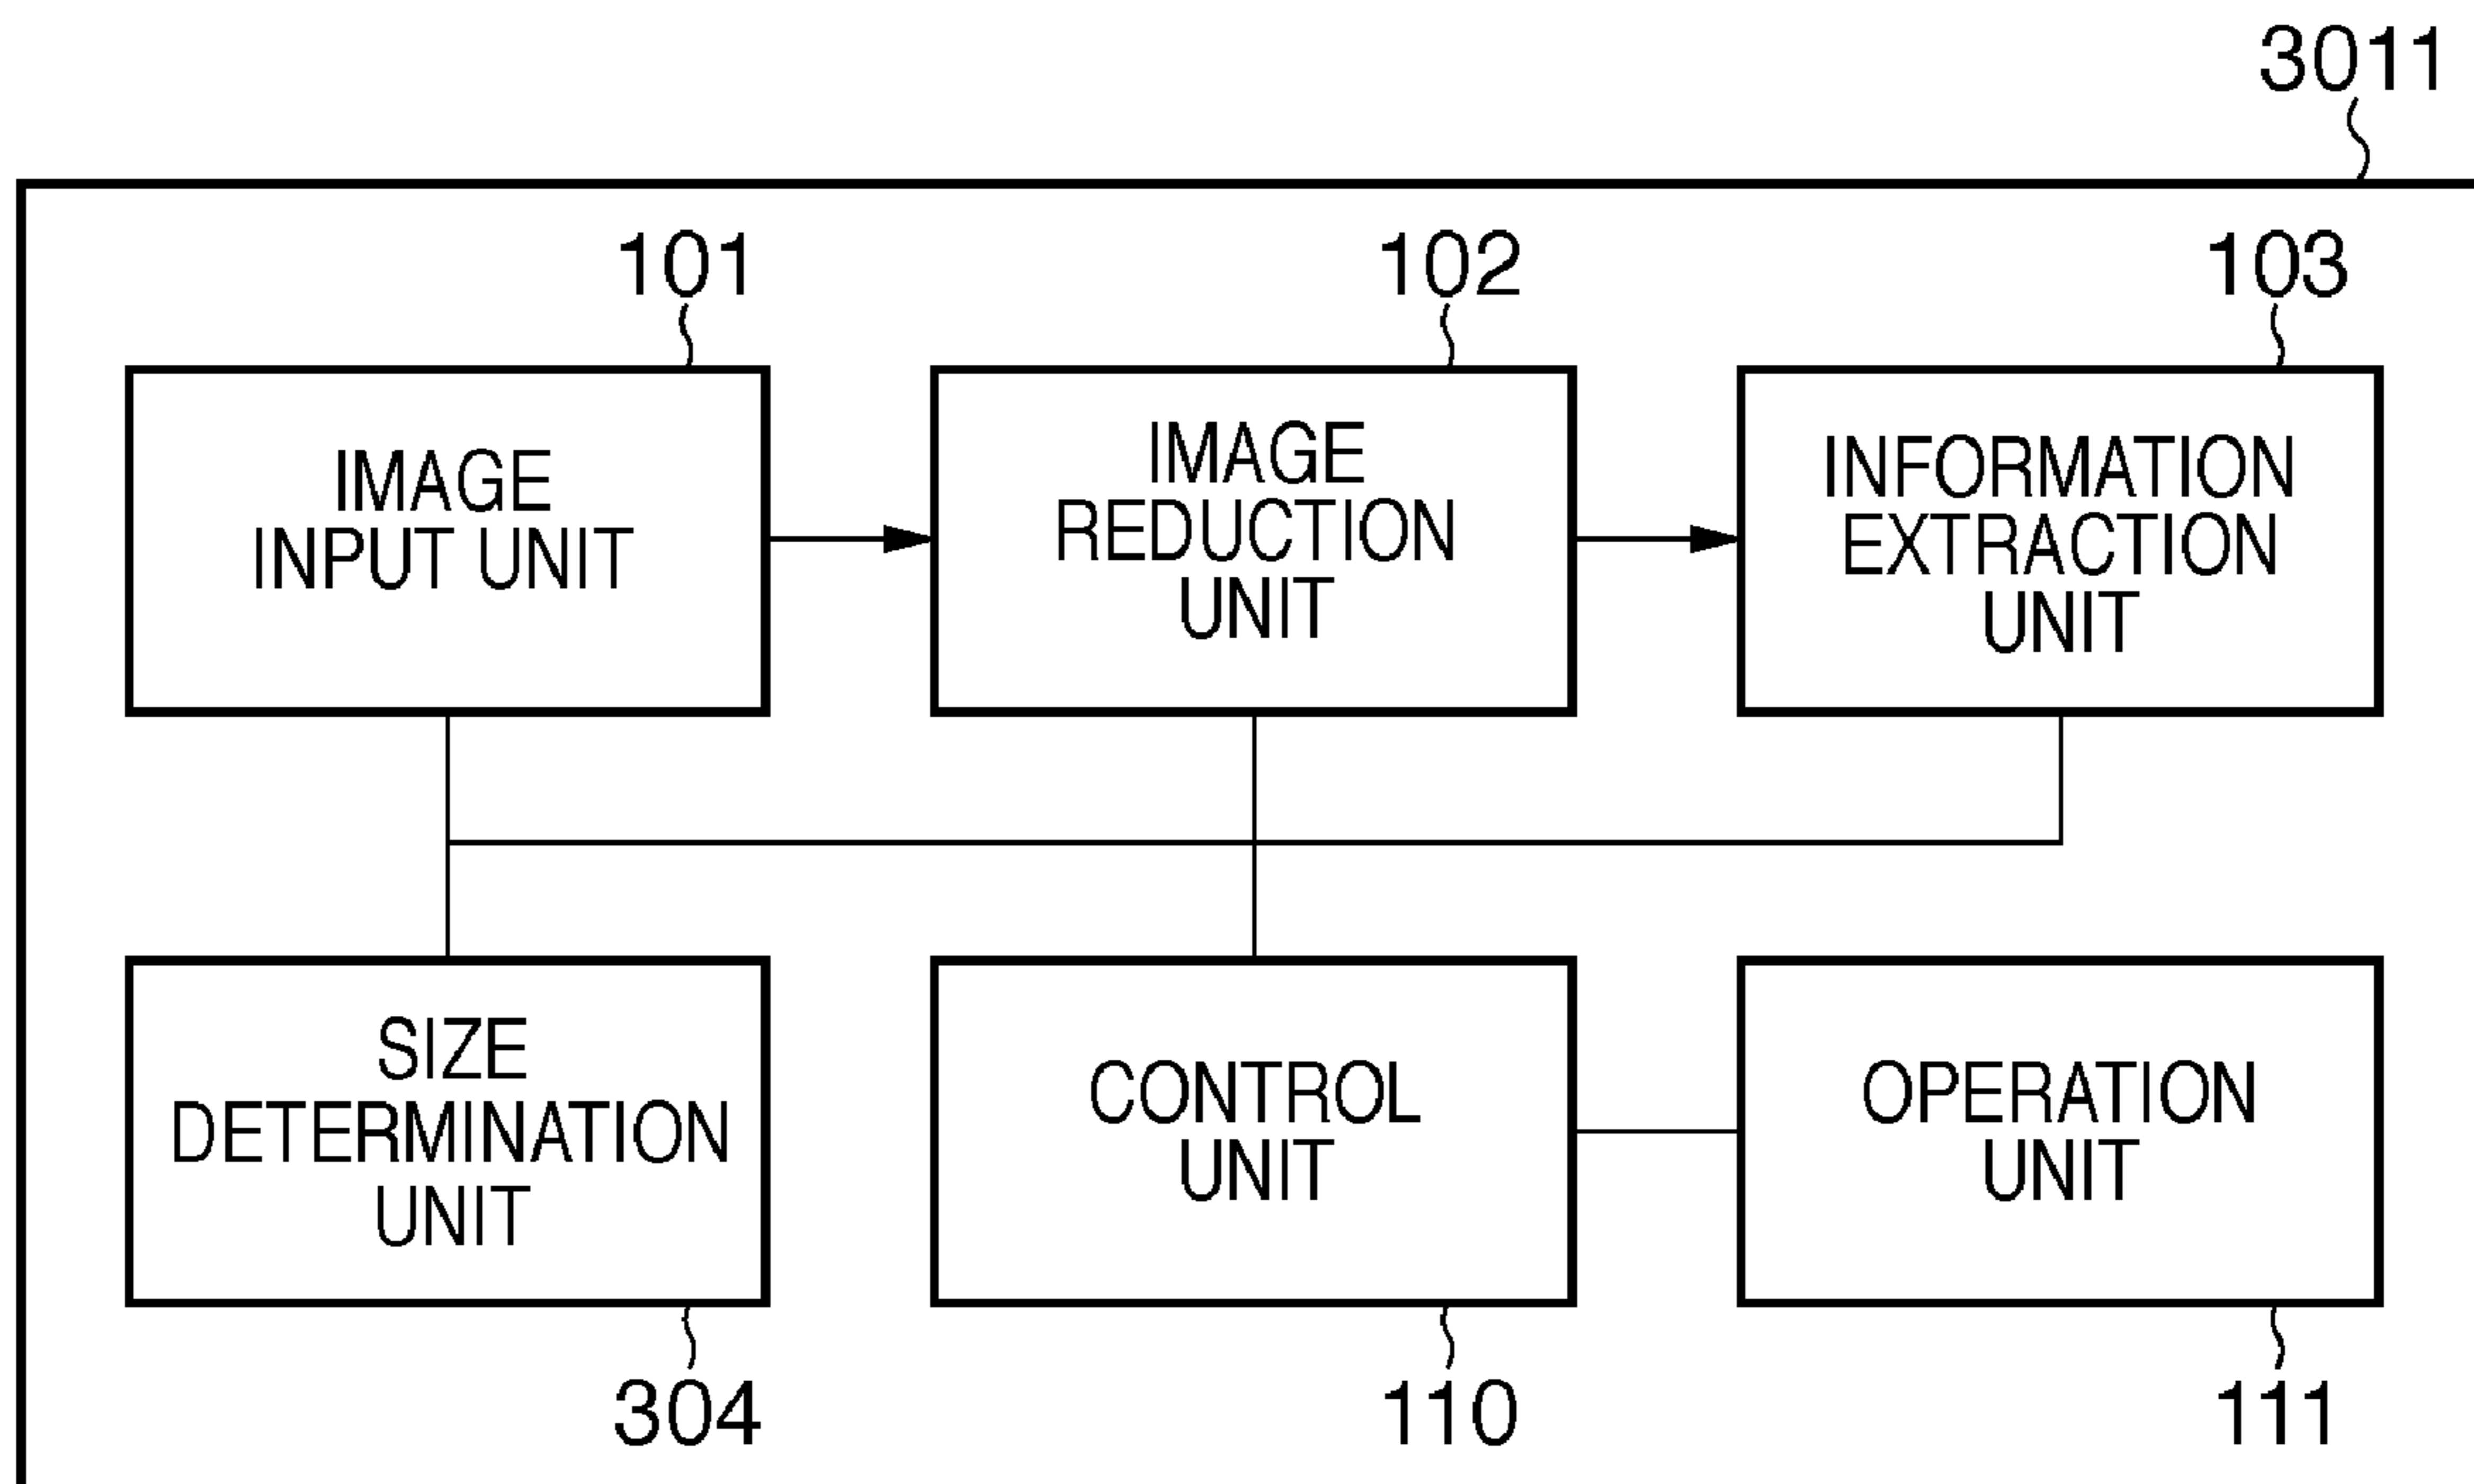 3011
101
102
103
IMAGE
INPUT UNIT
IMAGE
REDUCTION
UNIT
INFORMATION
EXTRACTION
UNIT
SIZE
DETERMINATION
UNIT
CONTROL
UNIT
OPERATION
UNIT
304
110
111